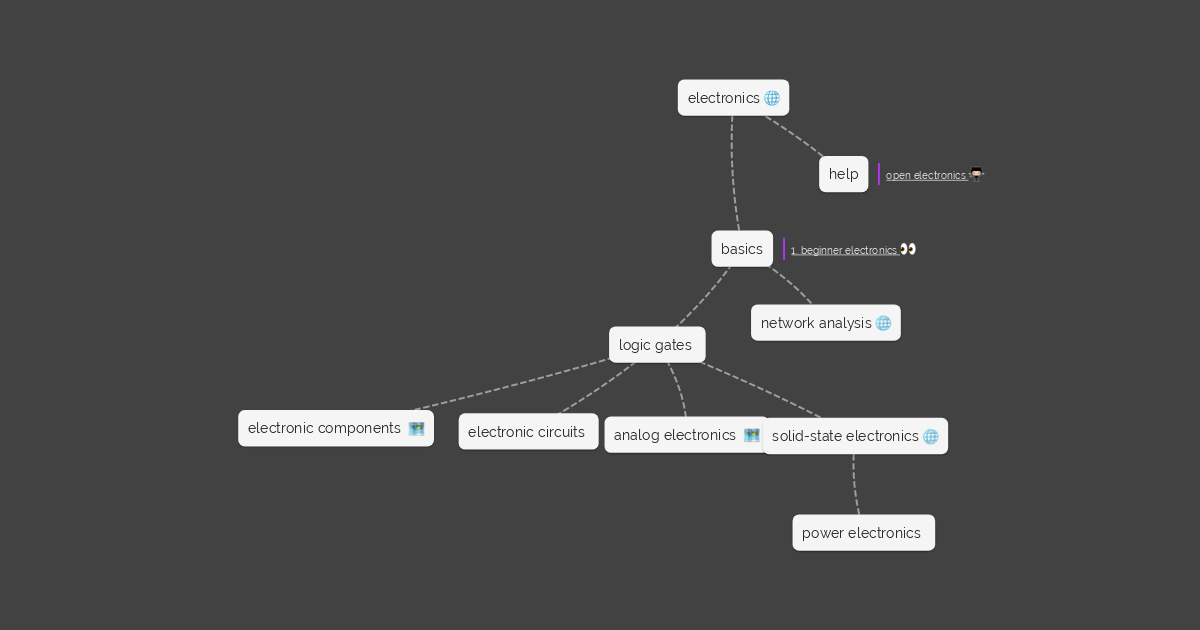 electronics
help
open electronics
basics
1. beginner electronics
network analysis
logic gates
electronic components
electronic circuits
analog electronics
solid-state electronics
power electronics